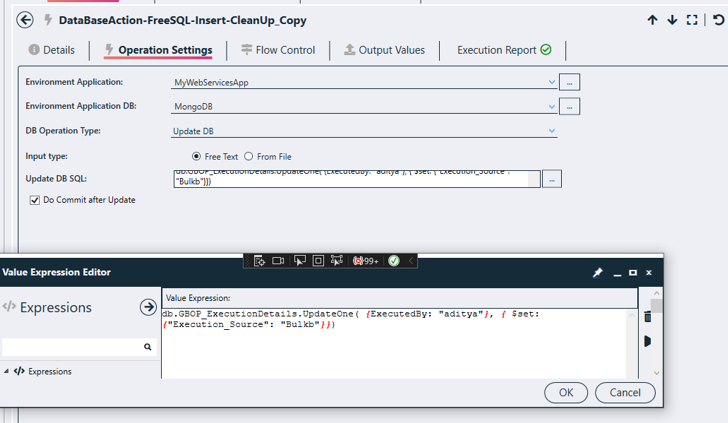 DataBaseAction-FreeSQL-Insert-CleanUp_Copy
Details
Operation Settings
Flow Control
Output Values
Execution Report
Environment Application:
MyWebServicesApp
...
Environment Application DB:
MongoDB
...
DB Operation Type:
Update DB
Input type:
Free Text
From File
Update DB SQL:
db.GBOP_ExecutionDetails.UpdateOne( {ExecutedBy: "aditya"}, { $set: {"Execution_Source":
"Bulkb"}})
...
Do Commit after Update
99+
Value Expression Editor
Expressions
Value Expression:
db.GBOP_ExecutionDetails.UpdateOne( {ExecutedBy: "aditya"}, { $set:
{"Execution_Source": "Bulkb"}})
Expressions
OK
Cancel